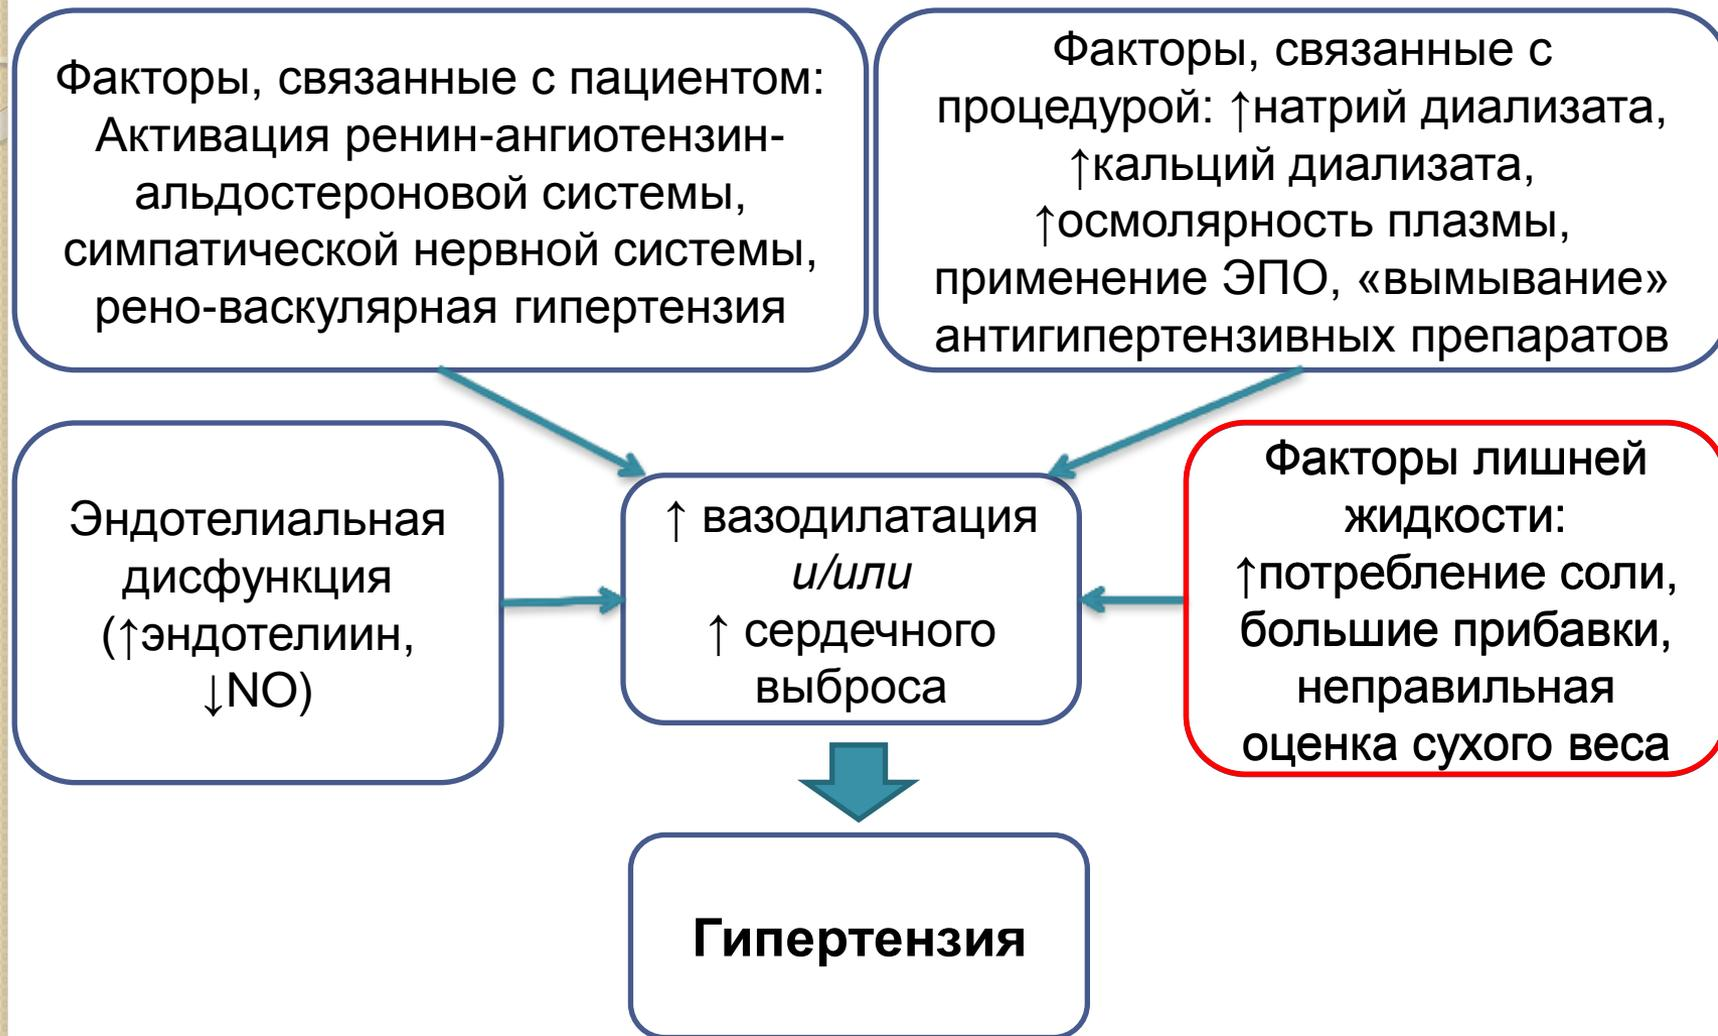 Факторы, связанные с пациентом:
Активация ренин-ангиотензин-
альдостероновой системы,
симпатической нервной системы,
рено-васкулярная гипертензия
Факторы, связанные с
процедурой: ↑натрий диализата,
↑кальций диализата,
↑осмолярность плазмы,
применение ЭПО, «вымывание»
антигипертензивных препаратов
Эндотелиальная
дисфункция
(↑эндотелиин,
↓NO)
↑ вазодилатация
и/или
↑ сердечного
выброса
Факторы лишней
жидкости:
↑потребление соли,
большие прибавки,
неправильная
оценка сухого веса
Гипертензия